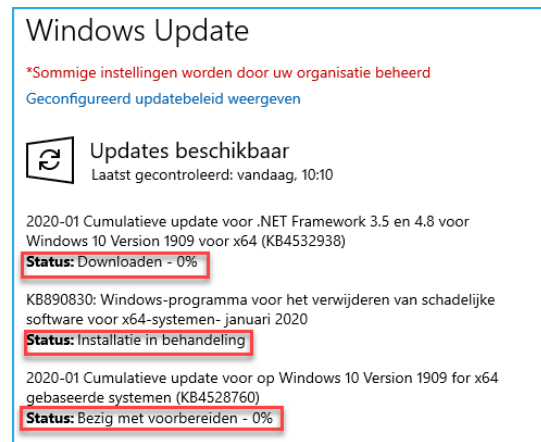 Windows Update
*Sommige instellingen worden door uw organisatie beheerd
Geconfigureerd updatebeleid weergeven
Updates beschikbaar
Laatst gecontroleerd: vandaag, 10:10
2020-01 Cumulatieve update voor .NET Framework 3.5 en 4.8 voor
Windows 10 Version 1909 voor x64 (KB4532938)
Status: Downloaden - 0%
KB890830: Windows-programma voor het verwijderen van schadelijke
software voor x64-systemen- januari 2020
Status: Installatie in behandeling
2020-01 Cumulatieve update voor op Windows 10 Version 1909 for x64
gebaseerde systemen (KB4528760)
Status: Bezig met voorbereiden - 0%